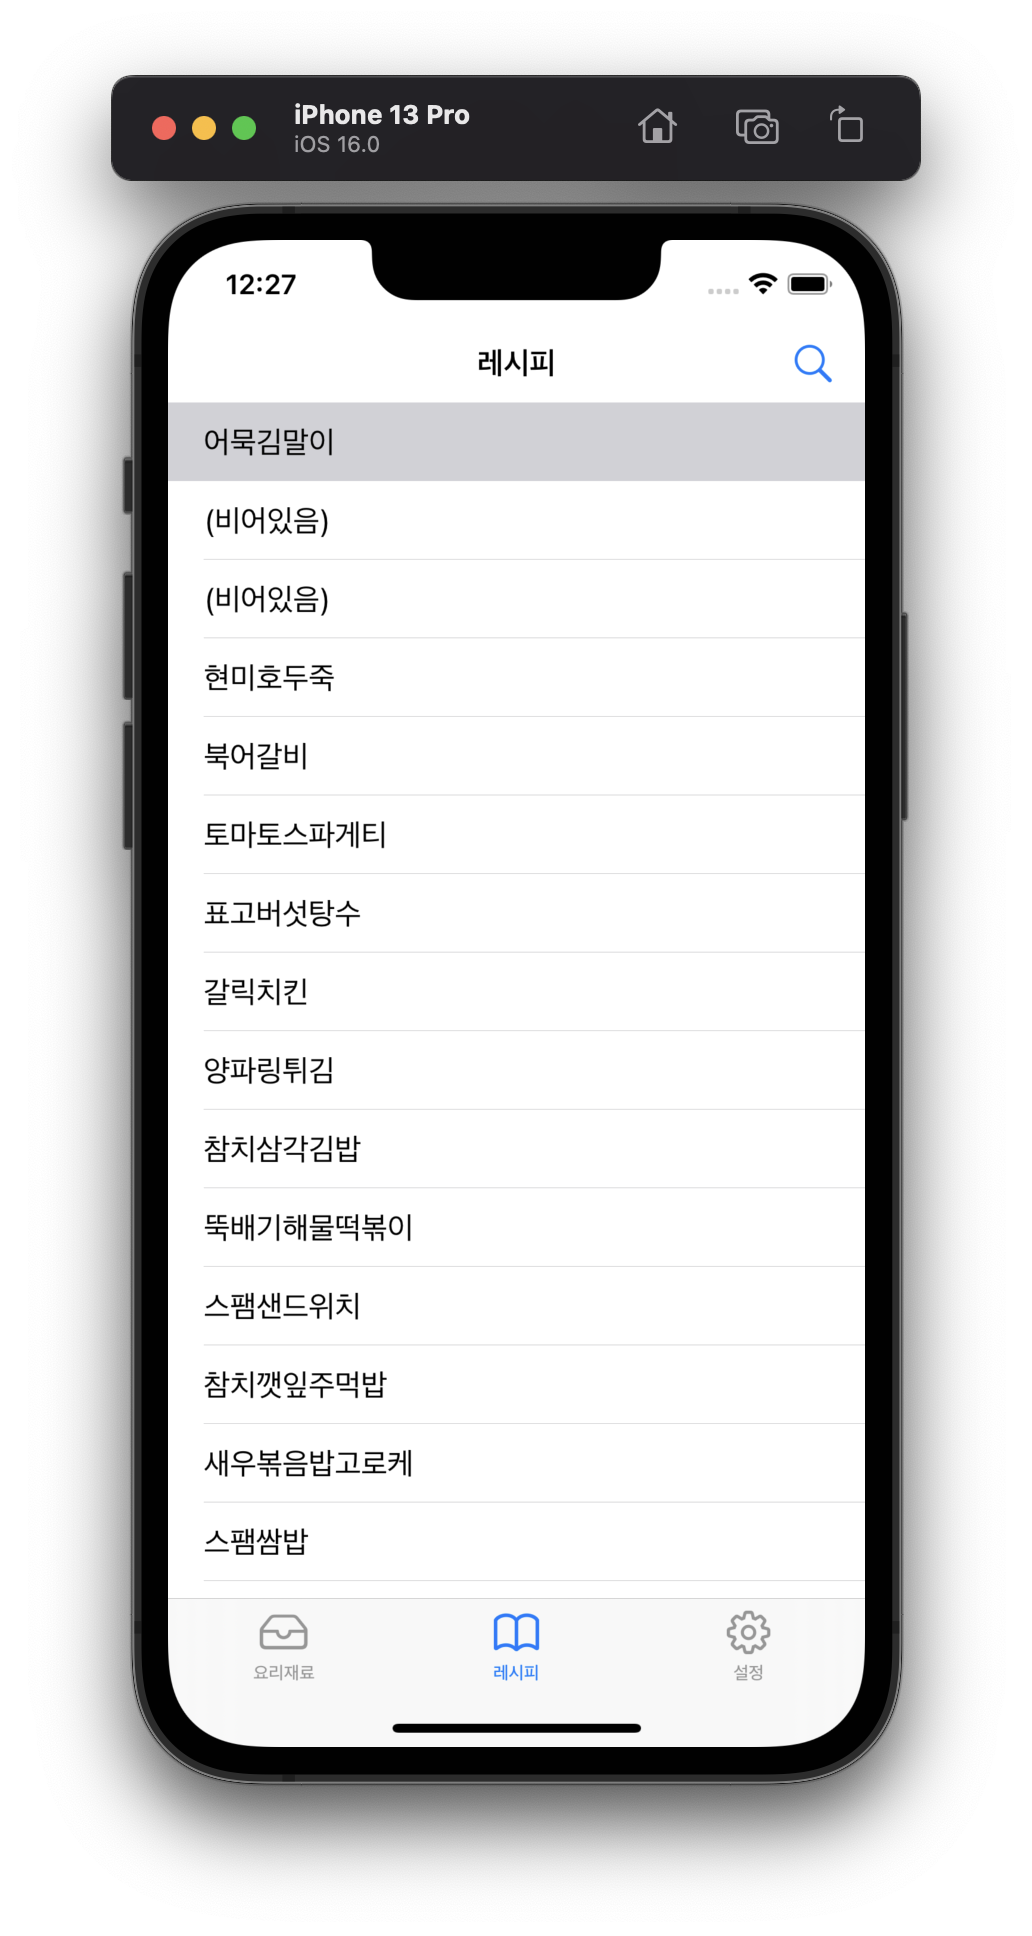 iPhone 13 Pro
iOS 16.0
12:27
레시피
어묵김말이
(비어있음)
(비어있음)
현미호두죽
북어갈비
토마토스파게티
표고버섯탕수
갈릭치킨
양파링튀김
참치삼각김밥
뚝배기해물떡볶이
스팸샌드위치
참치깻잎주먹밥
새우볶음밥고로케
스팸쌈밥
요리재료
레시피
설정